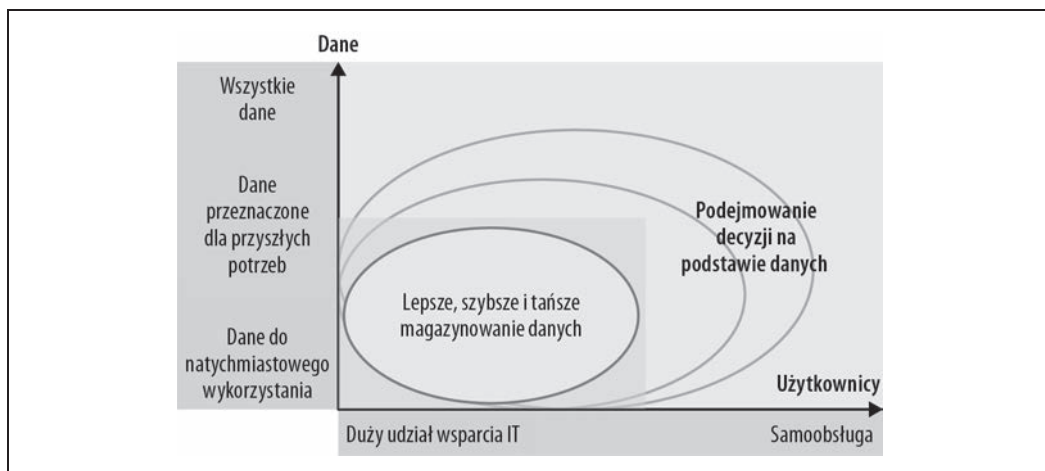 Dane
Wszystkie
dane
Dane
przeznaczone
dla przyszłych
potrzeb
Dane do
natychmiastowego
wykorzystania
Podejmowanie
decyzji na
podstawie danych
Lepsze, szybsze i tańsze
magazynowanie danych
Użytkownicy
Duży udział wsparcia IT
Samoobsługa